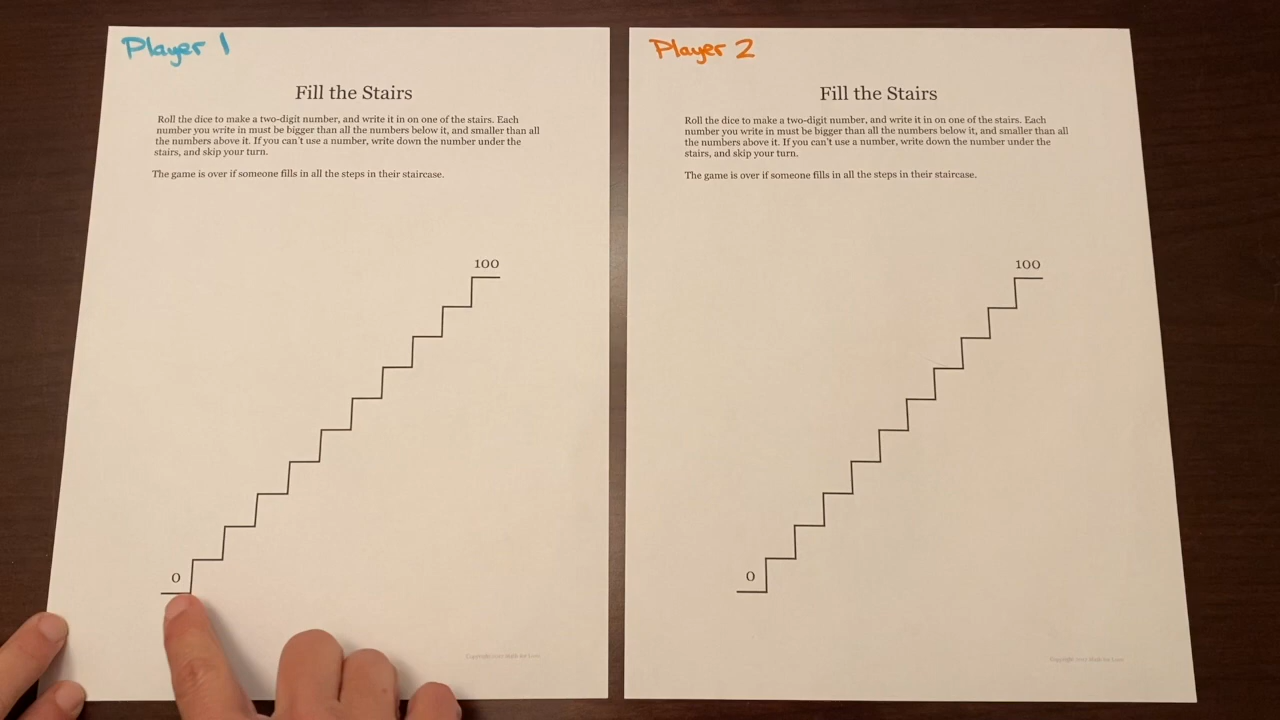 Player 1
Fill the Stairs
Roll the dice to make a two-digit number, and write it in on one of the stairs. Each
number you write in must be bigger than all the numbers below it, and smaller than all
the numbers above it. If you can't use a number, write down the number under the
stairs, and skip your turn.
The game is over if someone fills in all the steps in their staircase.
100
0
Player 2
Fill the Stairs
Roll the dice to make a two-digit number, and write it in on one of the stairs. Each
number you write in must be bigger than all the numbers below it, and smaller than all
the numbers above it. If you can't use a number, write down the number under the
stairs, and skip your turn.
The game is over if someone fills in all the steps in their staircase.
100
0
Copyright